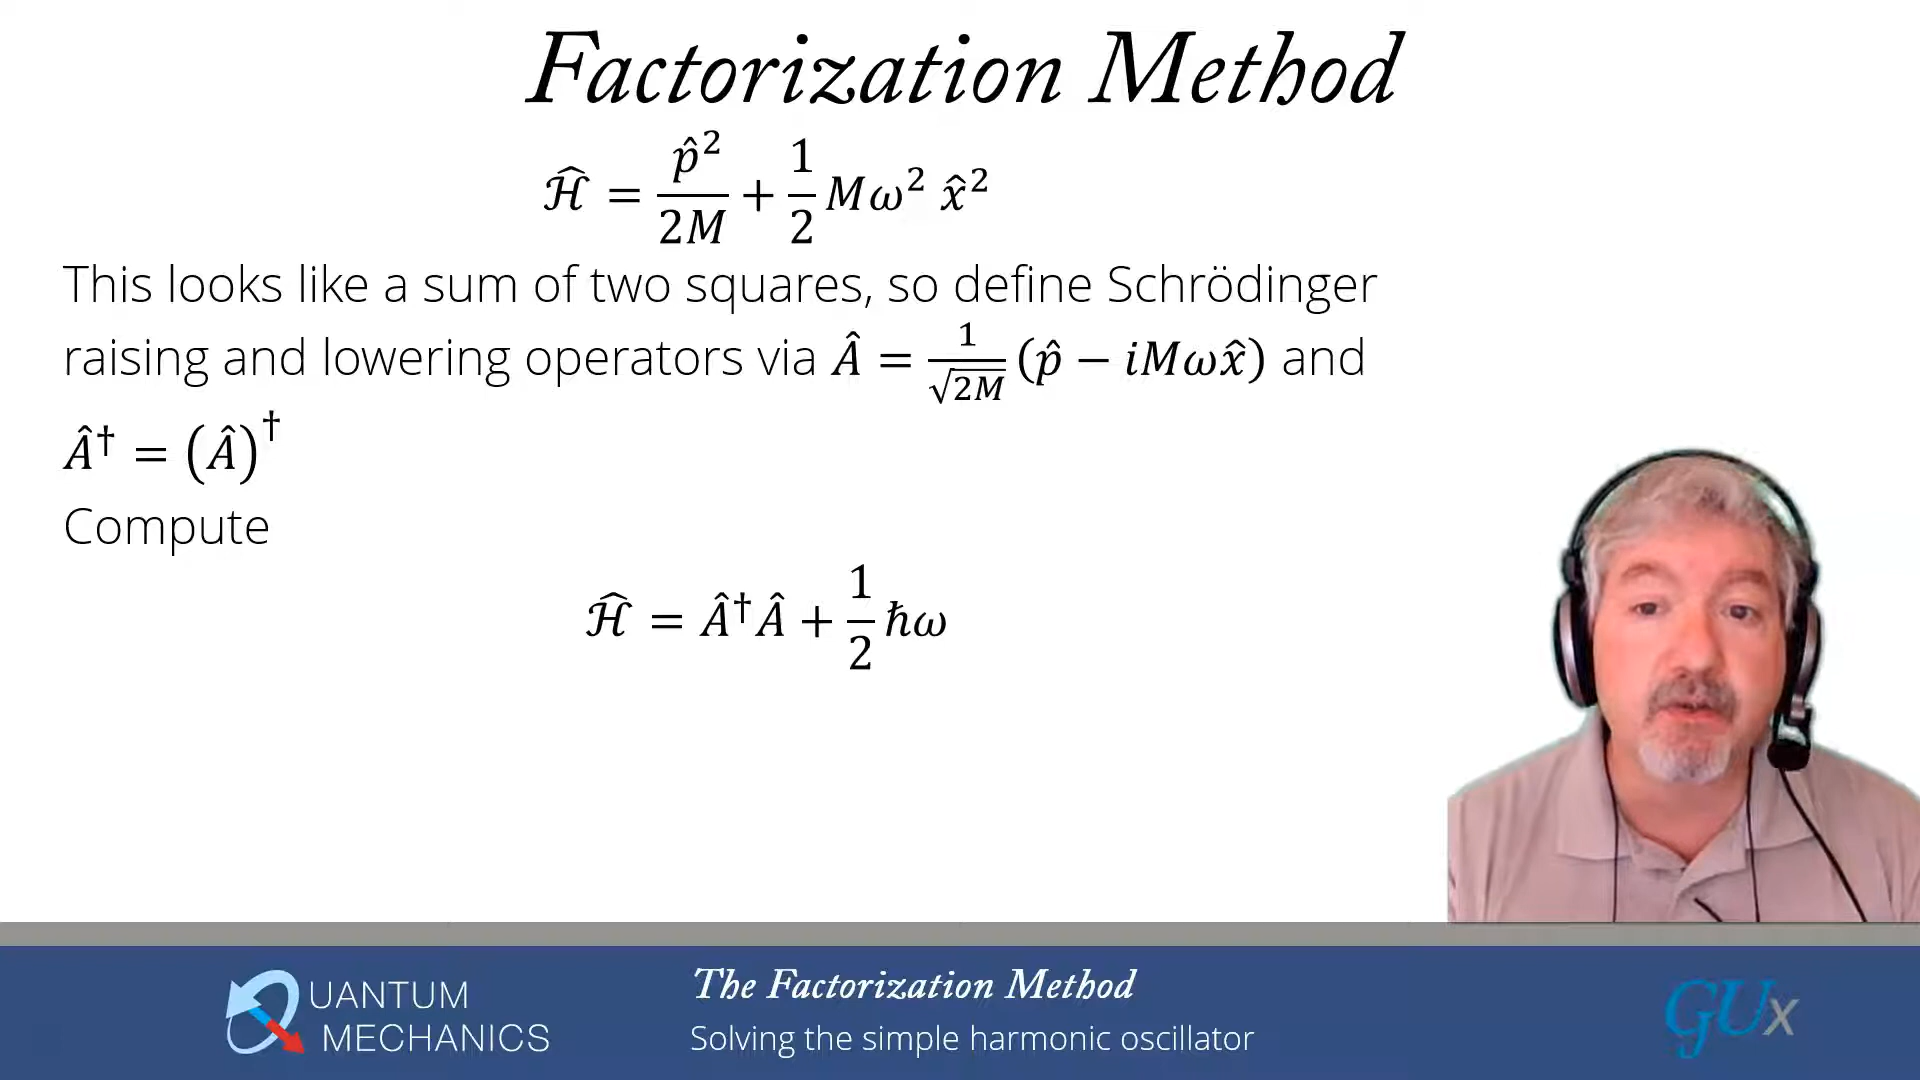 Factorization Method
ℋ̂ = p̂²/2M + 1/2 Mω² x̂²
This looks like a sum of two squares, so define Schrödinger
raising and lowering operators via Â = 1/√2M (p̂ − iMωx̂) and
Â† = (Â)†
Compute
ℋ̂ = Â†Â + 1/2 ħω
QUANTUM
MECHANICS
The Factorization Method
Solving the simple harmonic oscillator
GUx